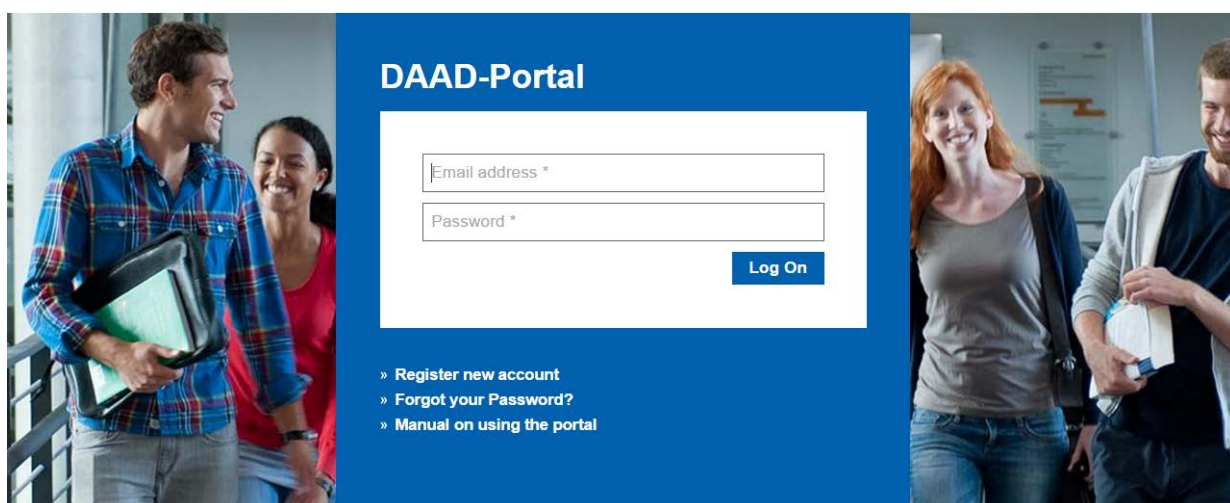 DAAD-Portal
Email address *
Password *
Log On
» Register new account
» Forgot your Password?
» Manual on using the portal